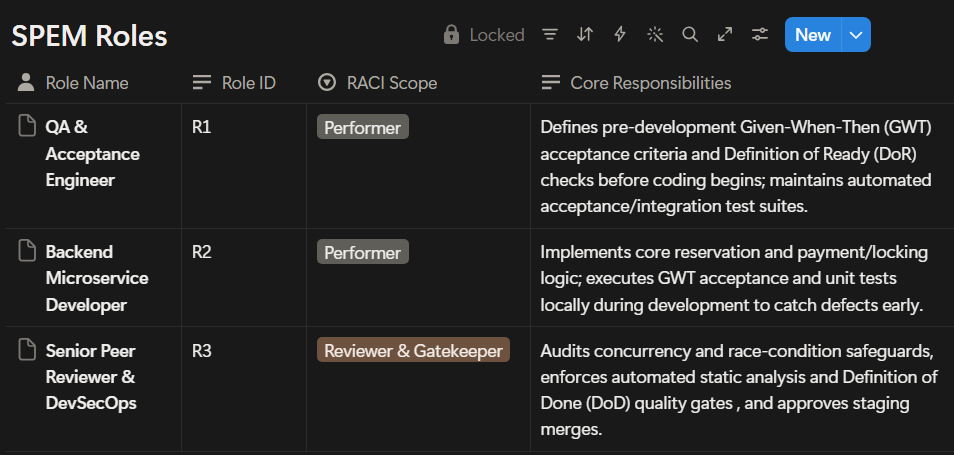 SPEM Roles
Locked
New
Role Name
Role ID
RACI Scope
Core Responsibilities
QA &
Acceptance
Engineer
R1
Performer
Defines pre-development Given-When-Then (GWT)
acceptance criteria and Definition of Ready (DoR)
checks before coding begins; maintains automated
acceptance/integration test suites.
Backend
Microservice
Developer
R2
Performer
Implements core reservation and payment/locking
logic; executes GWT acceptance and unit tests
locally during development to catch defects early.
Senior Peer
Reviewer &
DevSecOps
R3
Reviewer & Gatekeeper
Audits concurrency and race-condition safeguards,
enforces automated static analysis and Definition of
Done (DoD) quality gates , and approves staging
merges.